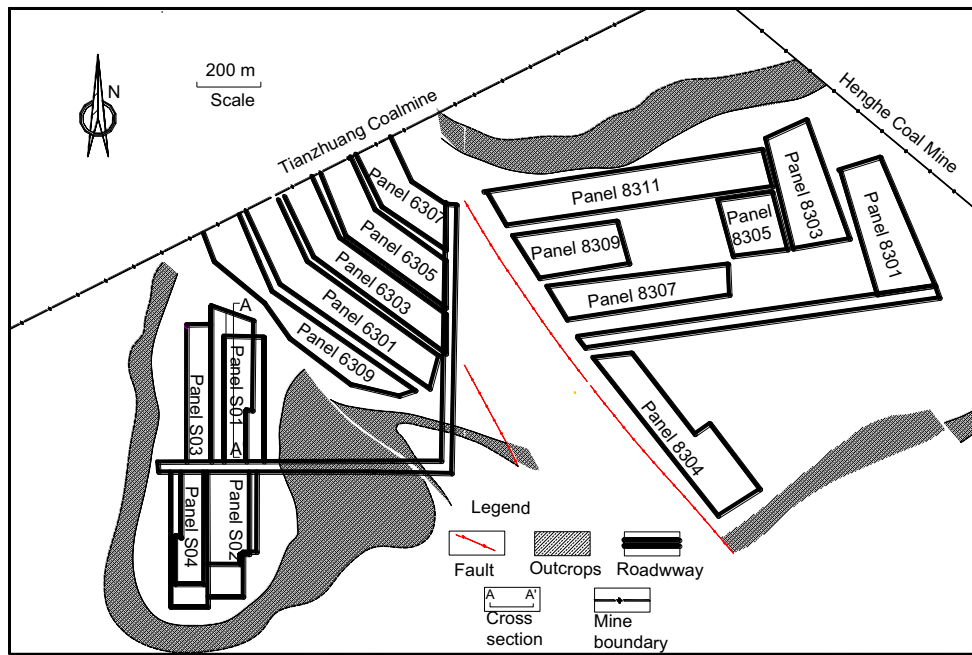 N
200 m
Scale
Tianzhuang Coalmine
Henghe Coal Mine
Panel 6307
Panel 6305
Panel 6303
Panel 6301
Panel 6309
Panel 8311
Panel 8303
Panel
8305
Panel 8301
Panel 8309
Panel 8307
Panel 8304
A
Panel S01
Panel S03
A
Panel S02
Panel S04
Legend
Fault
Outcrops
Roadwway
A A'
Cross
section
Mine
boundary